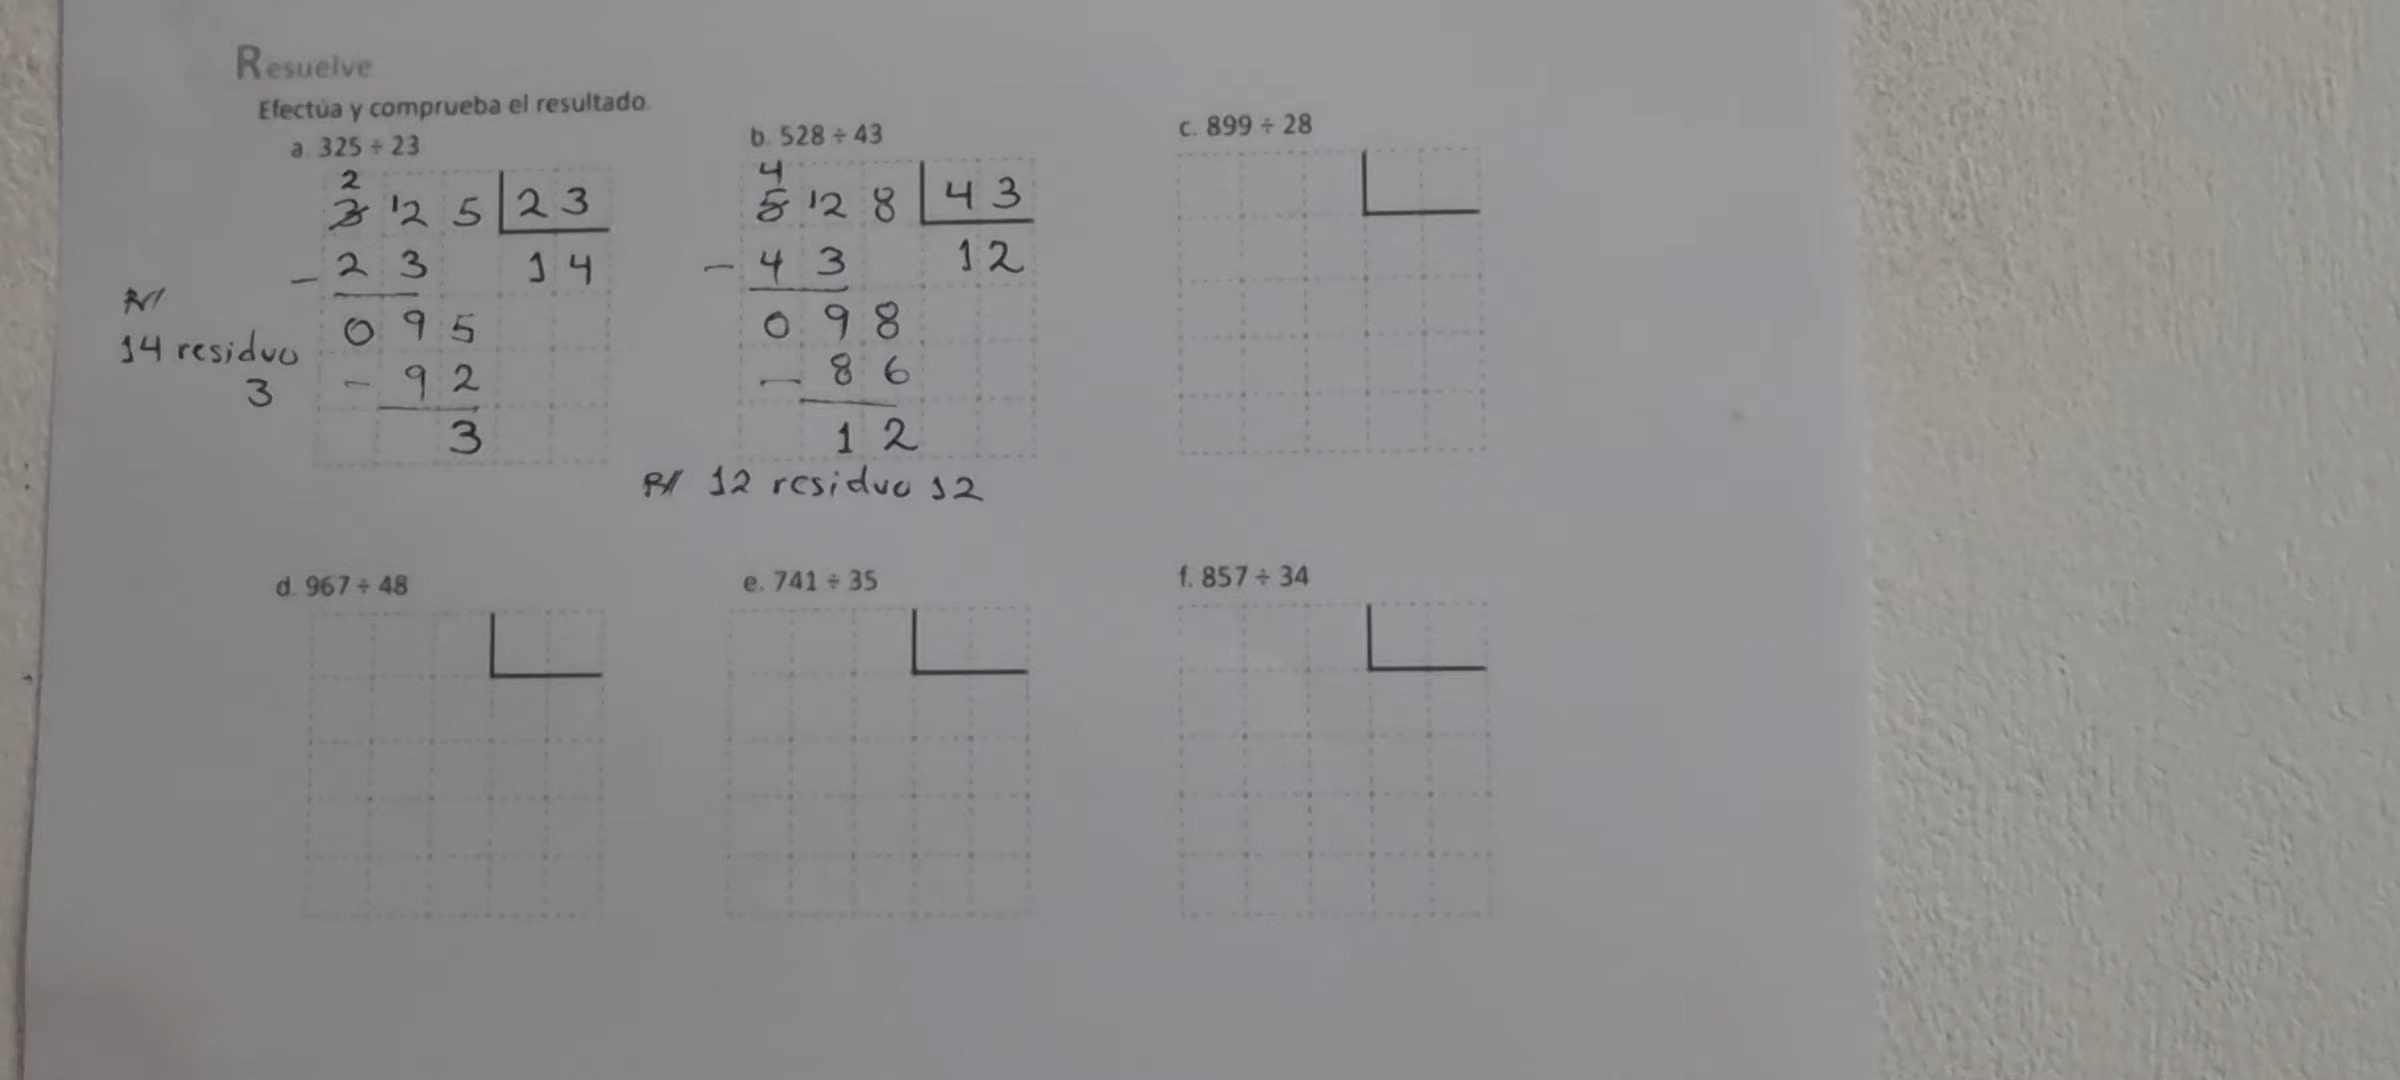 Resuelve
Efectúa y comprueba el resultado.
a. 325 ÷ 23
2
3 '2 5 23
- 2 3 14
0 9 5
- 9 2
3
R//
14 residuo
3
b. 528 ÷ 43
4
5 '2 8 43
- 4 3 12
0 9 8
- 8 6
1 2
R// 12 residuo 12
c. 899 ÷ 28
d. 967 ÷ 48
e. 741 ÷ 35
f. 857 ÷ 34